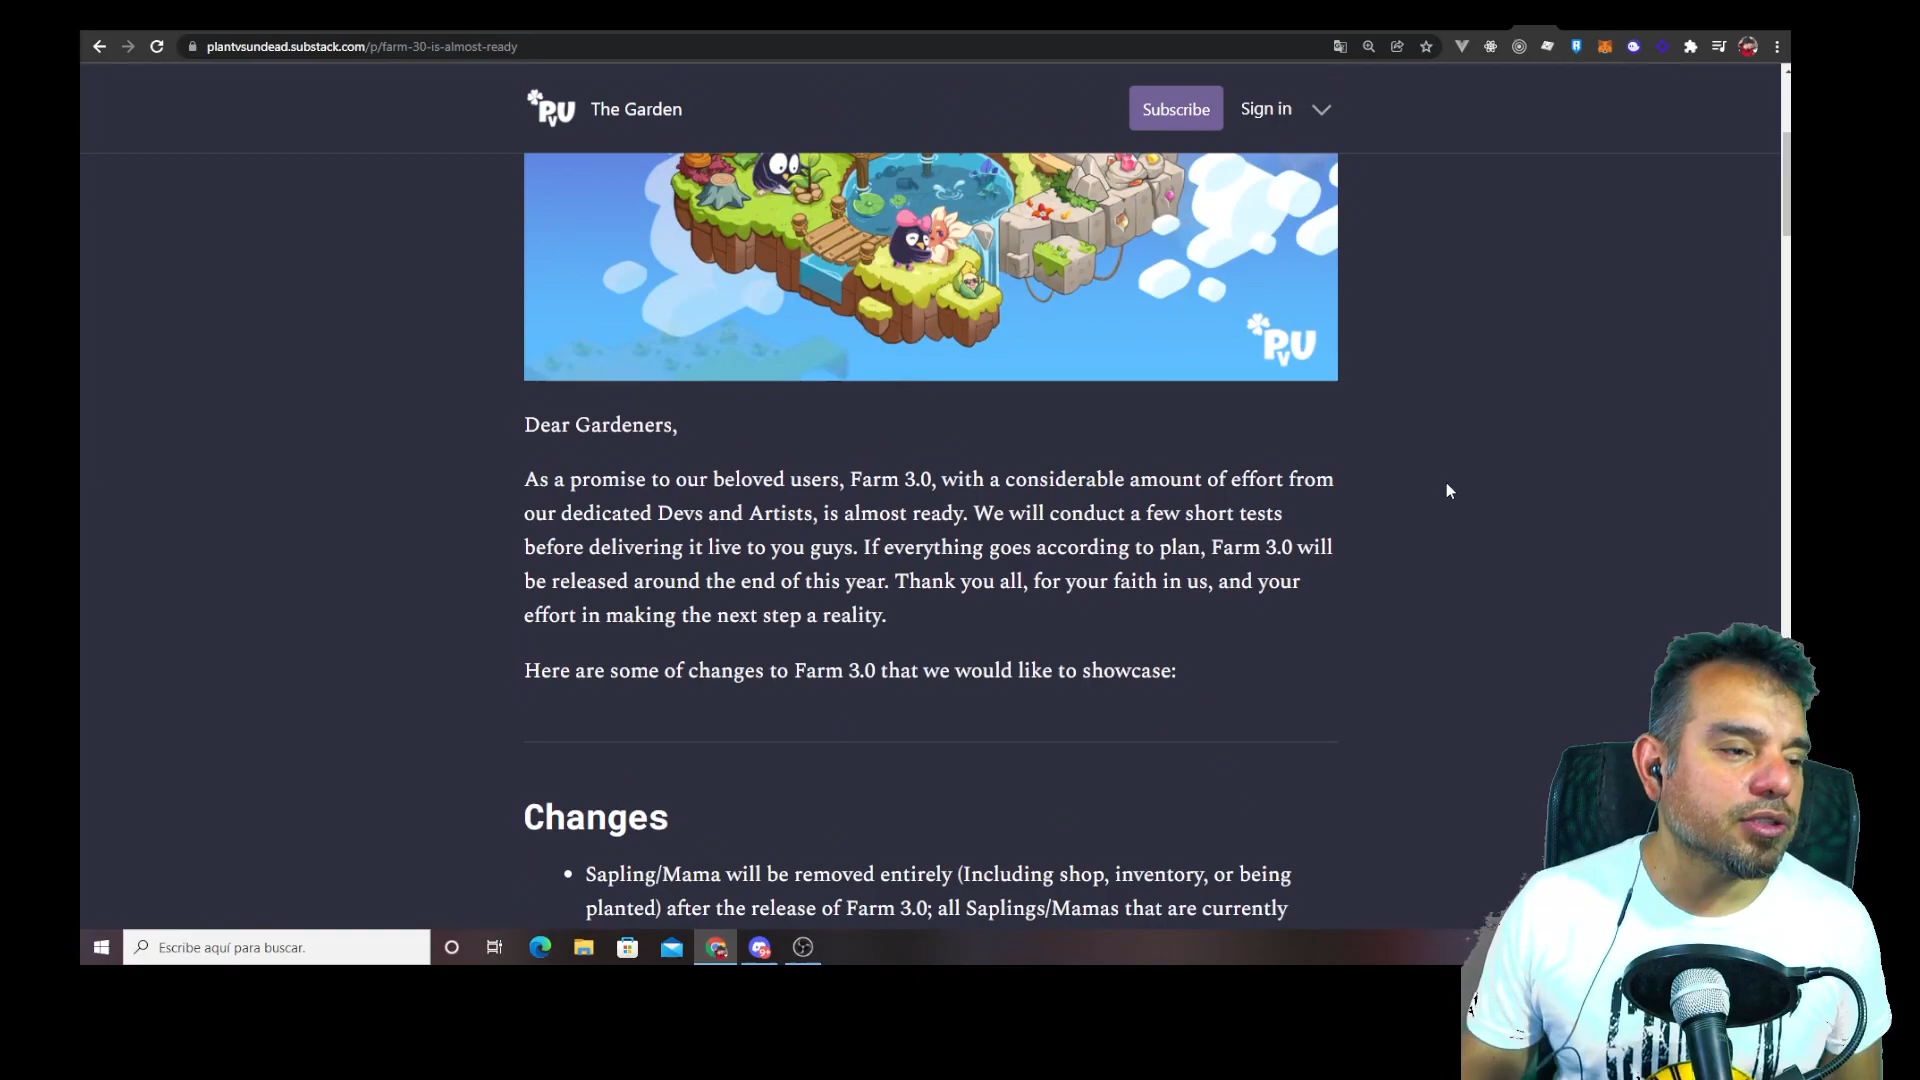 plantvsundead.substack.com/p/farm-30-is-almost-ready
PvU The Garden
Subscribe
Sign in
PvU
Dear Gardeners,
As a promise to our beloved users, Farm 3.0, with a considerable amount of effort from
our dedicated Devs and Artists, is almost ready. We will conduct a few short tests
before delivering it live to you guys. If everything goes according to plan, Farm 3.0 will
be released around the end of this year. Thank you all, for your faith in us, and your
effort in making the next step a reality.
Here are some of changes to Farm 3.0 that we would like to showcase:
Changes
• Sapling/Mama will be removed entirely (Including shop, inventory, or being
planted) after the release of Farm 3.0; all Saplings/Mamas that are currently
Escribe aquí para buscar.